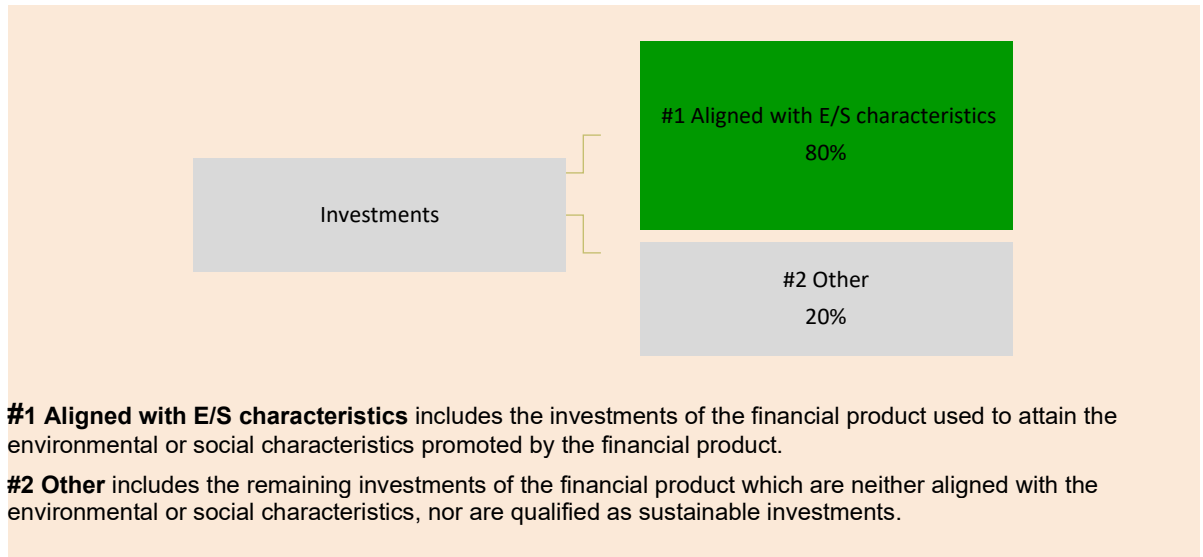 #1 Aligned with E/S characteristics
80%
Investments
#2 Other
20%
#1 Aligned with E/S characteristics includes the investments of the financial product used to attain the
environmental or social characteristics promoted by the financial product.
#2 Other includes the remaining investments of the financial product which are neither aligned with the
environmental or social characteristics, nor are qualified as sustainable investments.